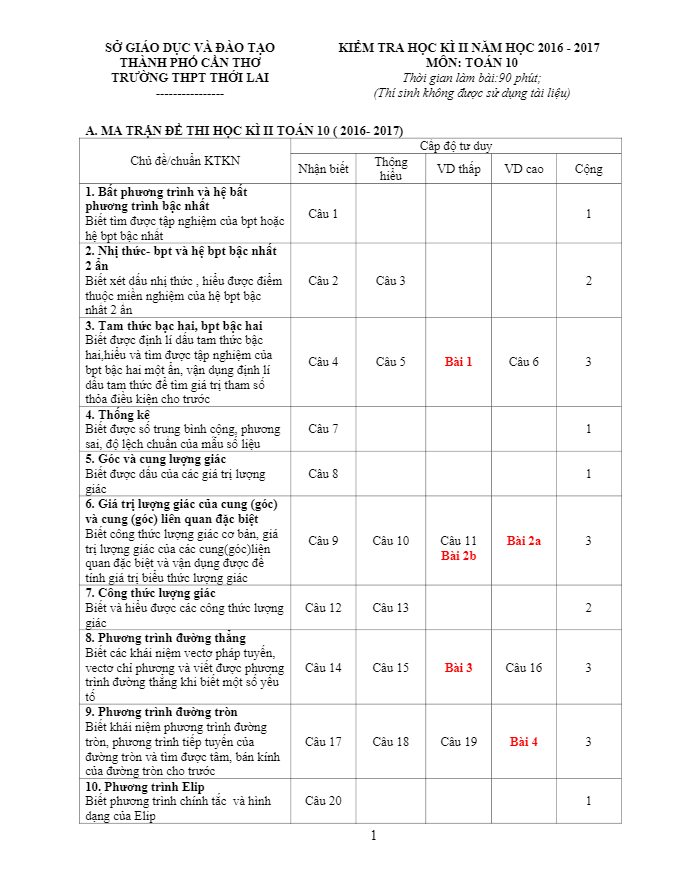 SỞ GIÁO DỤC VÀ ĐÀO TẠO
THÀNH PHỐ CẦN THƠ
TRƯỜNG THPT THỚI LAI
----------------
KIỂM TRA HỌC KÌ II NĂM HỌC 2016 - 2017
MÔN: TOÁN 10
Thời gian làm bài:90 phút;
(Thí sinh không được sử dụng tài liệu)
A. MA TRẬN ĐỀ THI HỌC KÌ II TOÁN 10 ( 2016- 2017)
Chủ đề/chuẩn KTKN
Cấp độ tư duy
Nhận biết
Thông
hiểu
VD thấp
VD cao
Cộng
1. Bất phương trình và hệ bất
phương trình bậc nhất
Biết tìm được tập nghiệm của bpt hoặc
hệ bpt bậc nhất
Câu 1
1
2. Nhị thức- bpt và hệ bpt bậc nhất
2 ẩn
Biết xét dấu nhị thức , hiểu được điểm
thuộc miền nghiệm của hệ bpt bậc
nhất 2 ẩn
Câu 2
Câu 3
2
3. Tam thức bạc hai, bpt bậc hai
Biết được định lí dấu tam thức bậc
hai,hiểu và tìm được tập nghiệm của
bpt bậc hai một ẩn, vận dụng định lí
dấu tam thức để tìm giá trị tham số
thỏa điều kiện cho trước
Câu 4
Câu 5
Bài 1
Câu 6
3
4. Thống kê
Biết được số trung bình cộng, phương
sai, độ lệch chuẩn của mẫu số liệu
Câu 7
1
5. Góc và cung lượng giác
Biết được dấu của các giá trị lượng
giác
Câu 8
1
6. Giá trị lượng giác của cung (góc)
và cung (góc) liên quan đặc biệt
Biết công thức lượng giác cơ bản, giá
trị lượng giác của các cung(góc)liên
quan đặc biệt và vận dụng được để
tính giá trị biểu thức lượng giác
Câu 9
Câu 10
Câu 11
Bài 2b
Bài 2a
3
7. Công thức lượng giác
Biết và hiểu được các công thức lượng
giác
Câu 12
Câu 13
2
8. Phương trình đường thẳng
Biết các khái niệm vectơ pháp tuyến,
vectơ chỉ phương và viết được phương
trình đường thẳng khi biết một số yếu
tố
Câu 14
Câu 15
Bài 3
Câu 16
3
9. Phương trình đường tròn
Biết khái niệm phương trình đường
tròn, phương trình tiếp tuyến của
đường tròn và tìm được tâm, bán kính
của đường tròn cho trước
Câu 17
Câu 18
Câu 19
Bài 4
3
10. Phương trình Elip
Biết phương trình chính tắc và hình
dạng của Elip
Câu 20
1
1